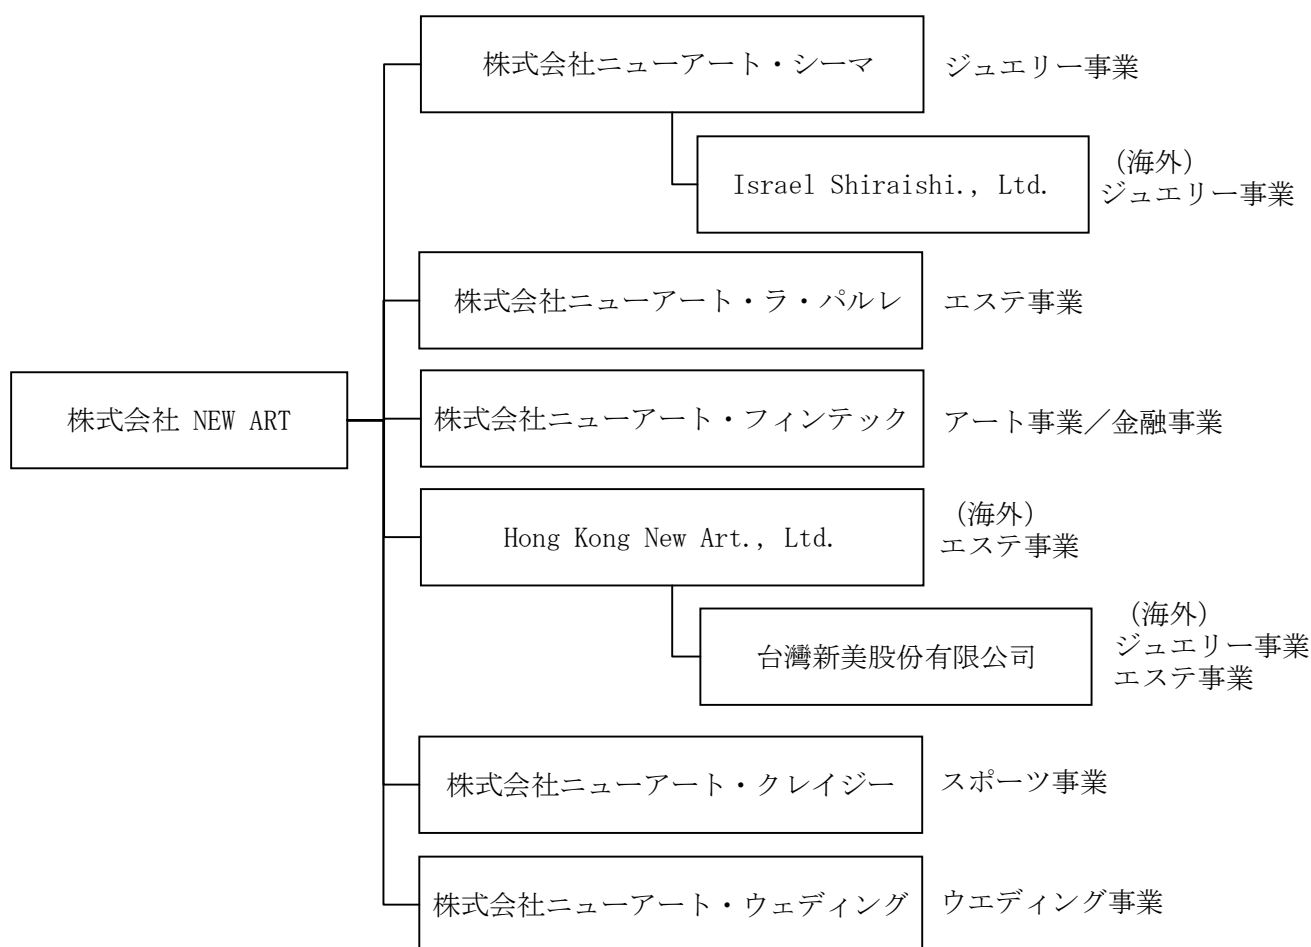 株式会社ニューアート・シーマ
ジュエリー事業
Israel Shiraishi., Ltd.
（海外）
ジュエリー事業
株式会社ニューアート・ラ・パルレ
エステ事業
株式会社 NEW ART
株式会社ニューアート・フィンテック
アート事業／金融事業
Hong Kong New Art., Ltd.
（海外）
エステ事業
台灣新美股份有限公司
（海外）
ジュエリー事業
エステ事業
株式会社ニューアート・クレイジー
スポーツ事業
株式会社ニューアート・ウェディング
ウエディング事業